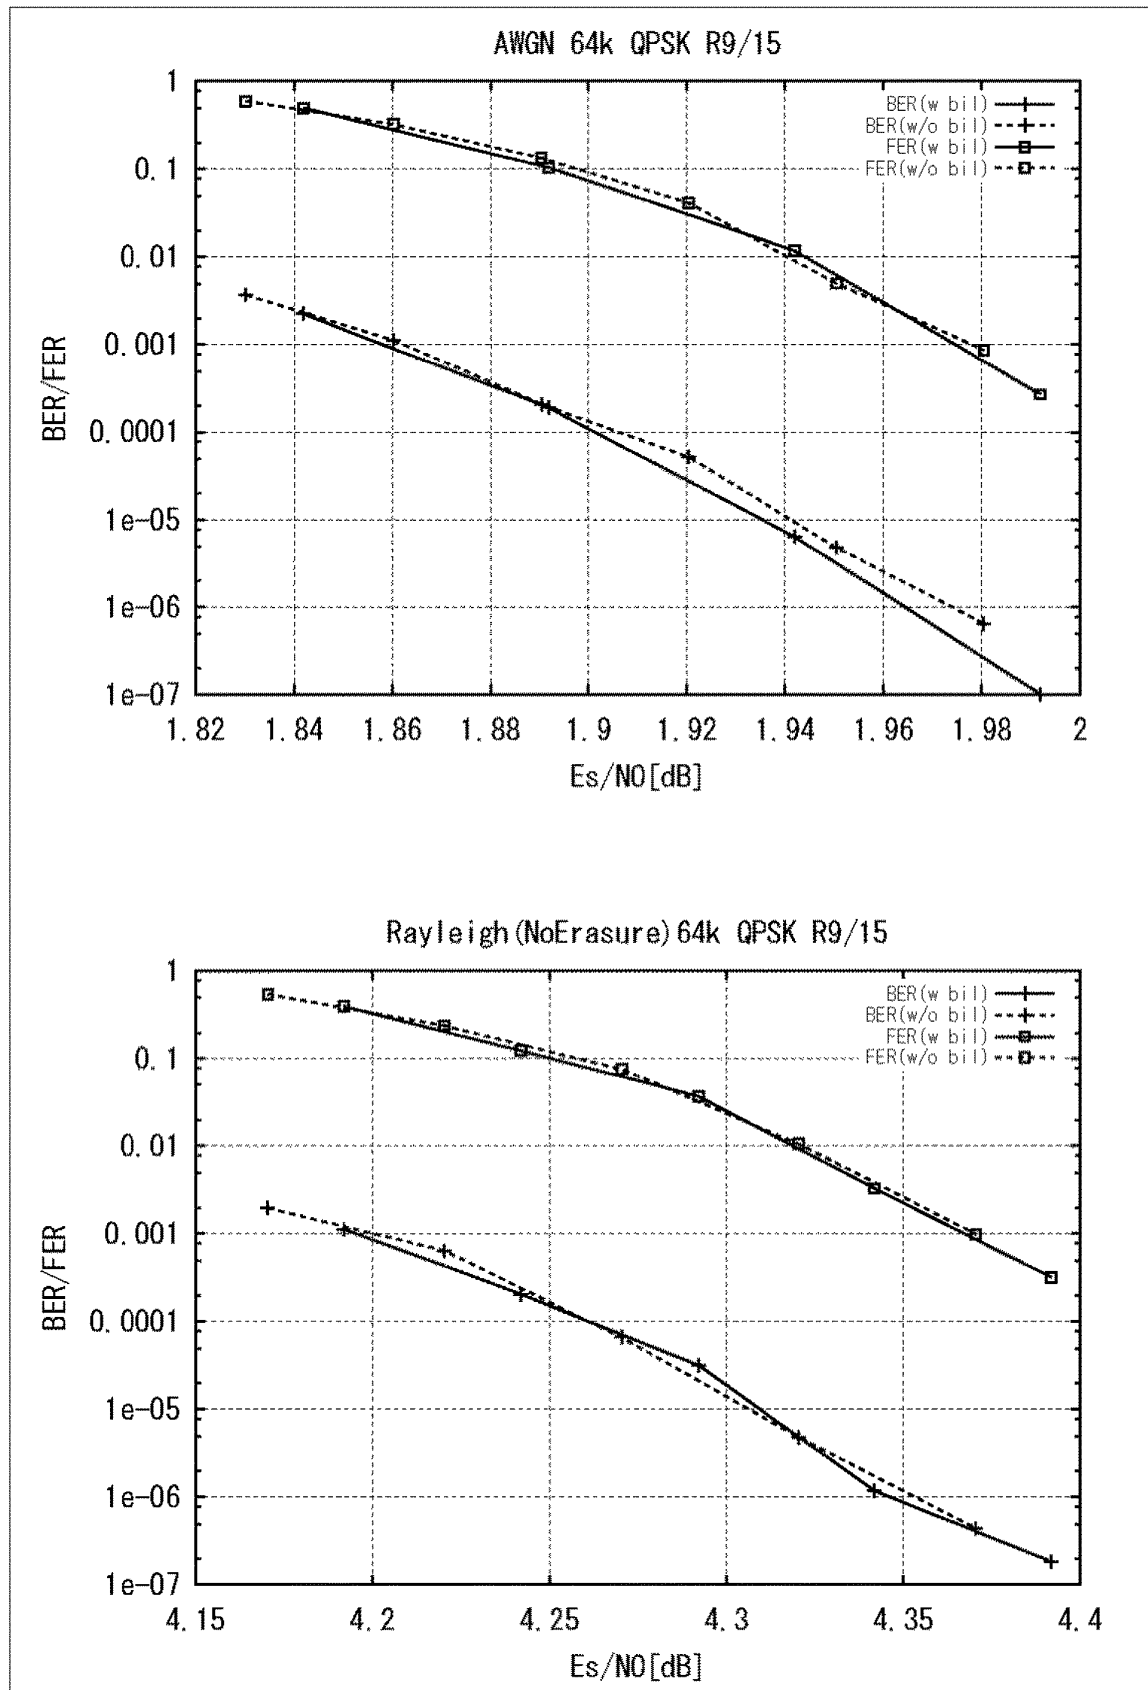 AWGN 64k QPSK R9/15
BER(w bil)
BER(w/o bil)
FER(w bil)
FER(w/o bil)
1
0.1
0.01
0.001
0.0001
1e-05
1e-06
1e-07
BER/FER
1.82 1.84 1.86 1.88 1.9 1.92 1.94 1.96 1.98 2
Es/N0[dB]
Rayleigh(NoErasure)64k QPSK R9/15
BER(w bil)
BER(w/o bil)
FER(w bil)
FER(w/o bil)
1
0.1
0.01
0.001
0.0001
1e-05
1e-06
1e-07
BER/FER
4.15 4.2 4.25 4.3 4.35 4.4
Es/N0[dB]